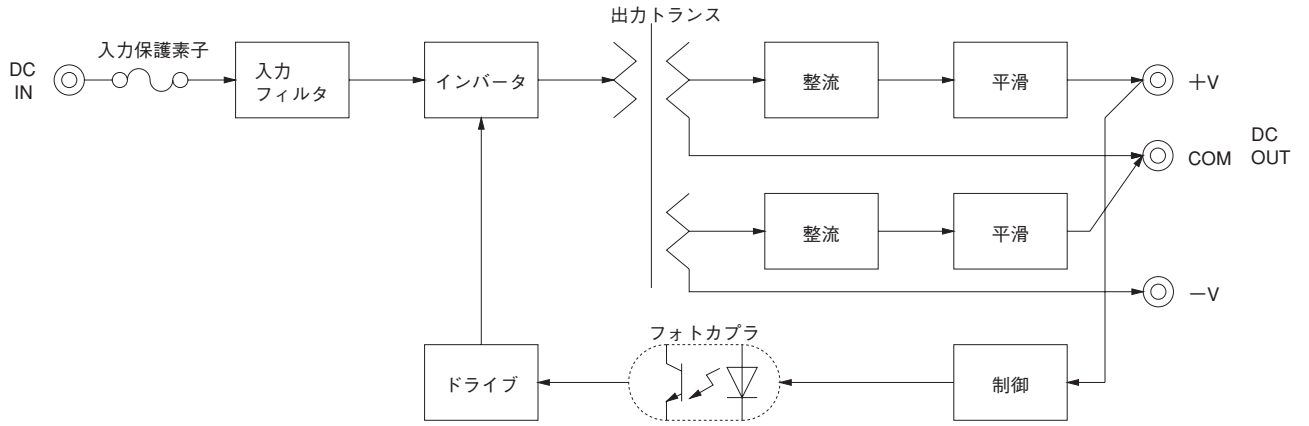 出力トランス
入力保護素子
DC
IN
入力
フィルタ
インバータ
整流
平滑
＋V
COM
DC
OUT
整流
平滑
−V
フォトカプラ
ドライブ
制御